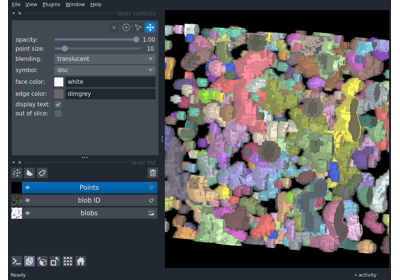 File View Plugins Window Help
layer controls
opacity: 1.00
point size: 10
blending: translucent
symbol: disc
face color: white
edge color: dimgrey
display text:
out of slice:
layer list
Points
blob ID
blobs
Ready
activity